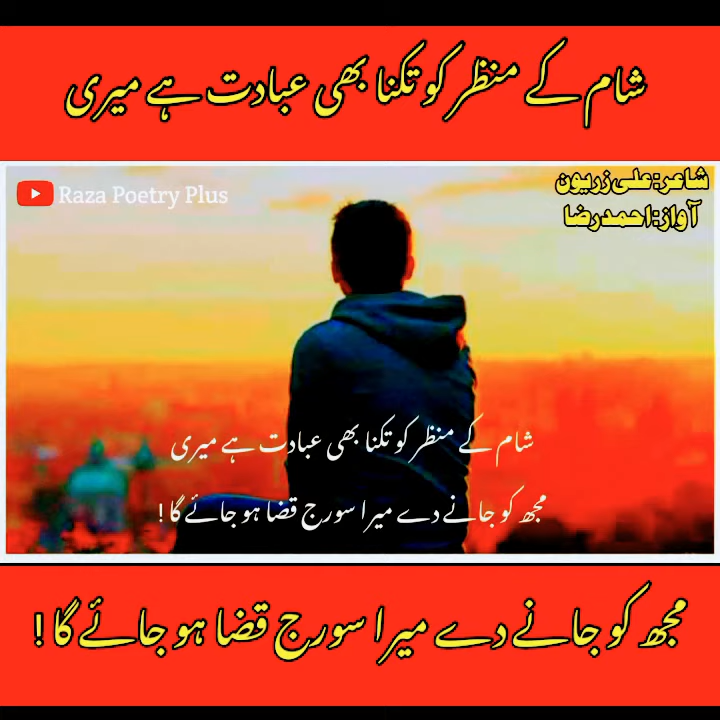 شام کے منظر کو تکنا بھی عبادت ہے میری
Raza Poetry Plus
شاعر: علی زریون
آواز: احمد رضا
شام کے منظر کو تکنا بھی عبادت ہے میری
مجھ کو جانے دے میرا سورج قضا ہو جائے گا !
مجھ کو جانے دے میرا سورج قضا ہو جائے گا !